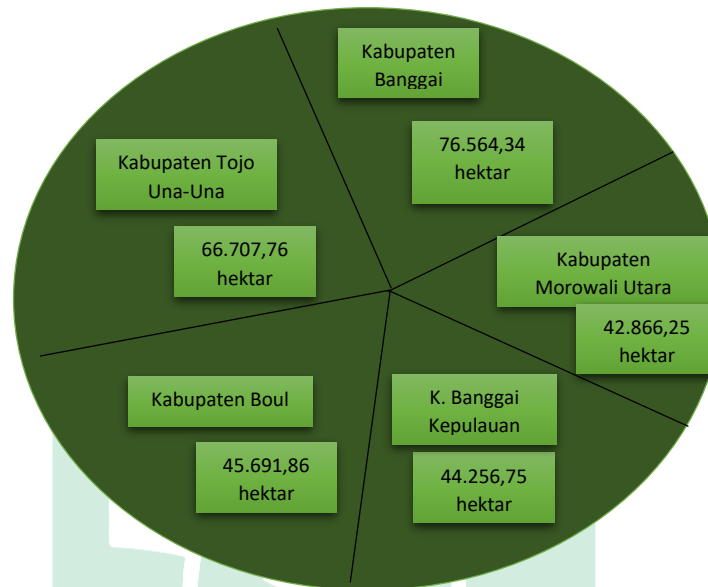 Kabupaten
Banggai
76.564,34
hektar
Kabupaten Tojo
Una-Una
66.707,76
hektar
Kabupaten
Morowali Utara
42.866,25
hektar
Kabupaten Boul
45.691,86
hektar
K. Banggai
Kepulauan
44.256,75
hektar